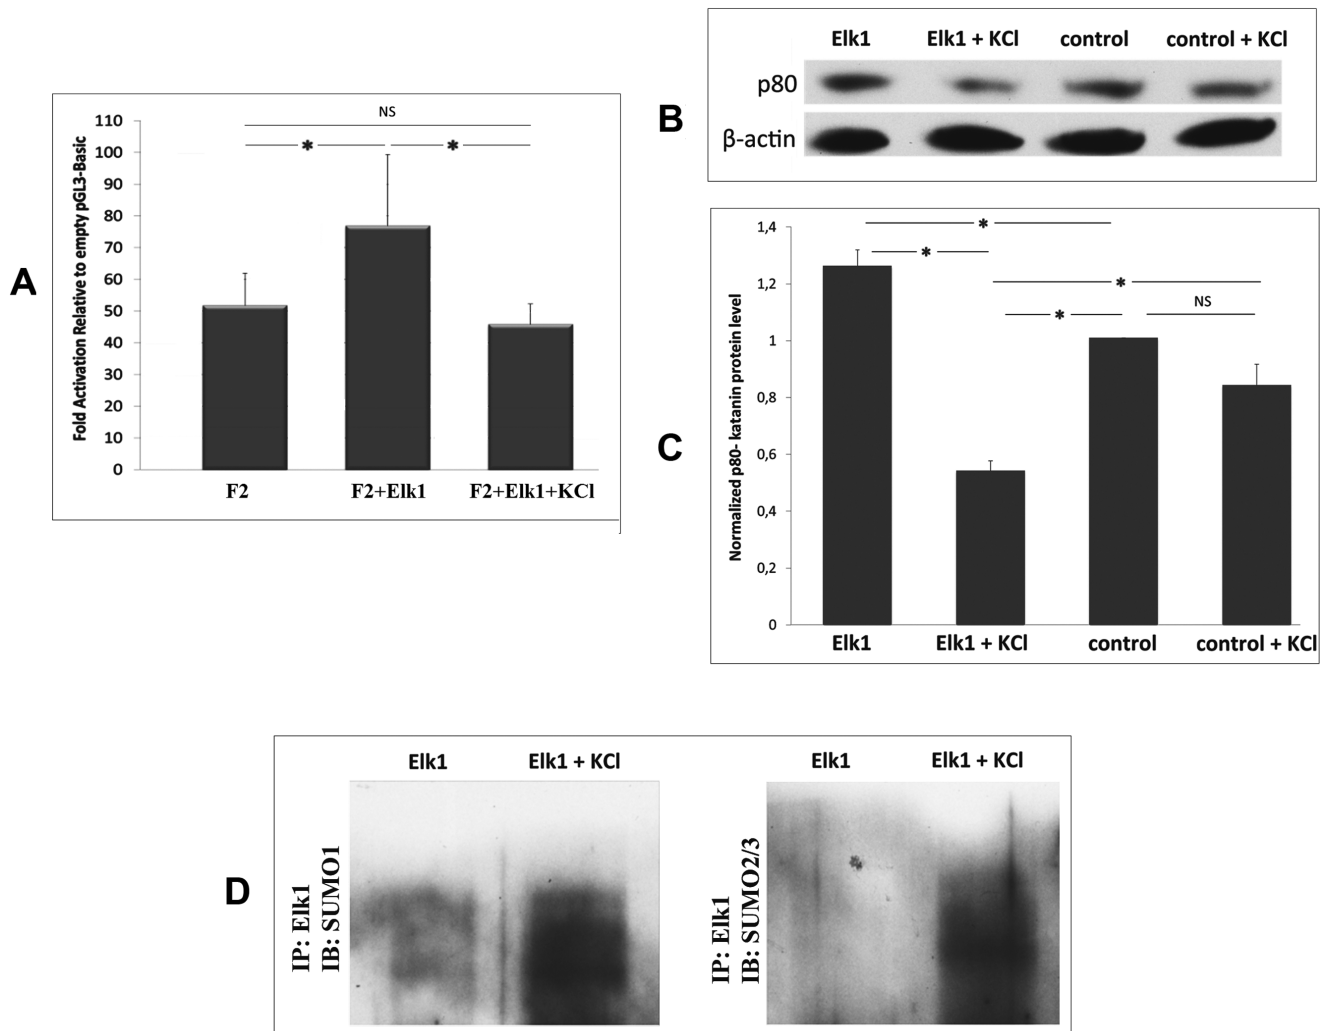 A
Fold Activation Relative to empty pGL3-Basic
110
100
90
80
70
60
50
40
30
20
10
0
NS
* *
F2 F2+Elk1 F2+Elk1+KCl
B
Elk1 Elk1 + KCl control control + KCl
p80
β-actin
C
Normalized p80- katanin protein level
1,4
1,2
1
0,8
0,6
0,4
0,2
0
*
*
*
NS
*
Elk1 Elk1 + KCl control control + KCl
D
Elk1 Elk1 + KCl
IP: Elk1
IB: SUMO1
Elk1 Elk1 + KCl
IP: Elk1
IB: SUMO2/3